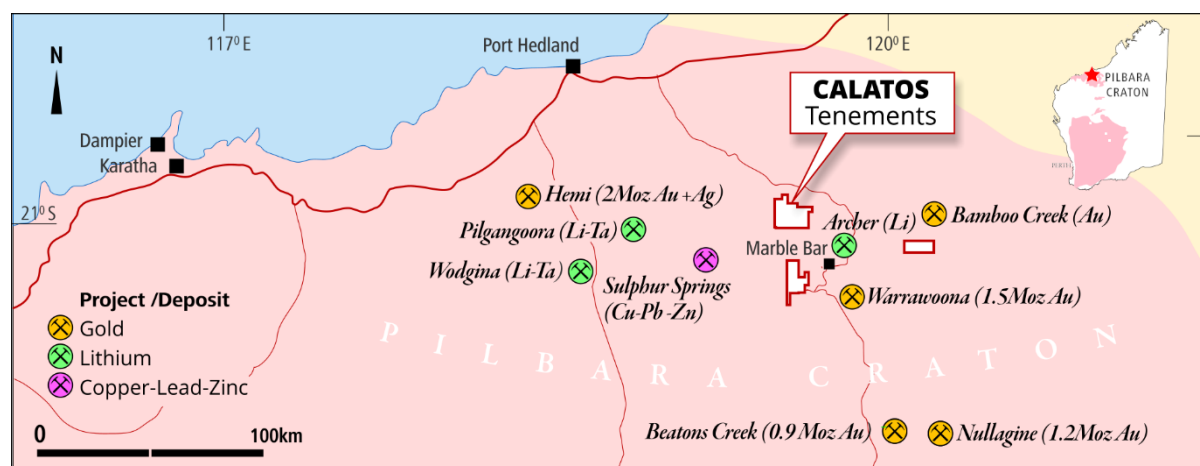 117⁰ E
120⁰ E
N
Port Hedland
CALATOS
Tenements
PILBARA
CRATON
Dampier
Karatha
21⁰ S
Hemi (2Moz Au +Ag)
Pilgangoora (Li-Ta)
Archer (Li)
Bamboo Creek (Au)
Marble Bar
Wodgina (Li-Ta)
Sulphur Springs
(Cu-Pb -Zn)
Warrawoona (1.5Moz Au)
Project /Deposit
Gold
Lithium
Copper-Lead-Zinc
PILBARA CRATON
0 100km
Beatons Creek (0.9 Moz Au)
Nullagine (1.2Moz Au)